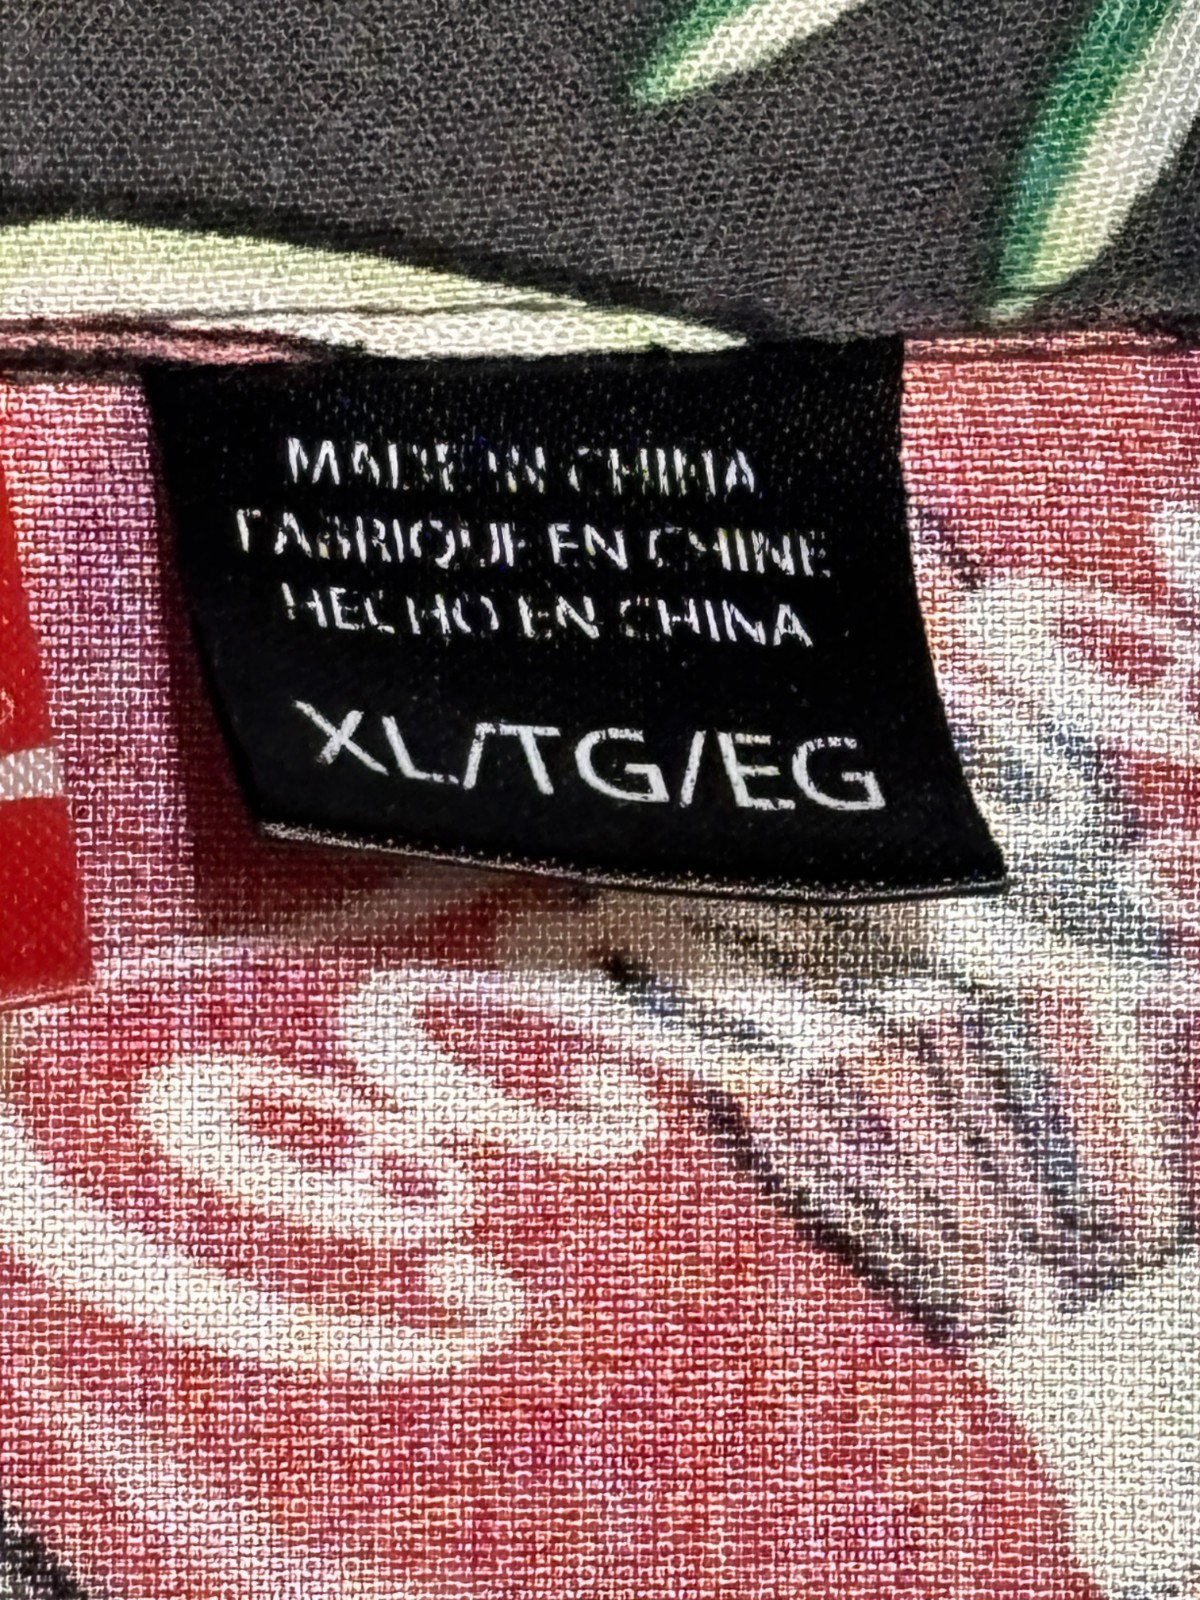 MADE IN CHINA
FABRIQUE EN CHINE
HECHO EN CHINA
XL/TG/EG